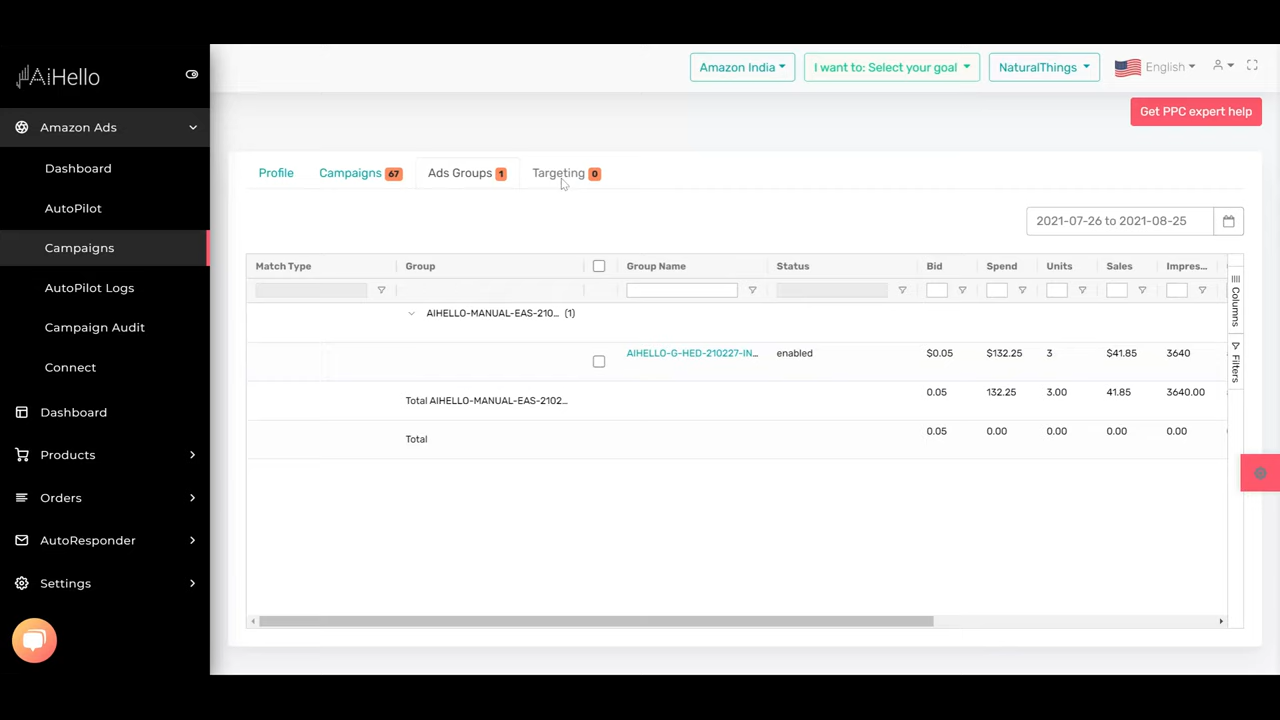 AiHello
Amazon India
I want to: Select your goal
NaturalThings
English
Get PPC expert help
Amazon Ads
Dashboard
AutoPilot
Campaigns
AutoPilot Logs
Campaign Audit
Connect
Dashboard
Products
Orders
AutoResponder
Settings
Profile
Campaigns 67
Ads Groups 1
Targeting 0
2021-07-26 to 2021-08-25
Match Type Group Group Name Status Bid Spend Units Sales Impres...
AIHELLO-MANUAL-EAS-210... (1)
AIHELLO-G-HED-210227-IN... enabled $0.05 $132.25 3 $41.85 3640
Total AIHELLO-MANUAL-EAS-2102... 0.05 132.25 3.00 41.85 3640.00
Total 0.05 0.00 0.00 0.00 0.00
Columns
Filters